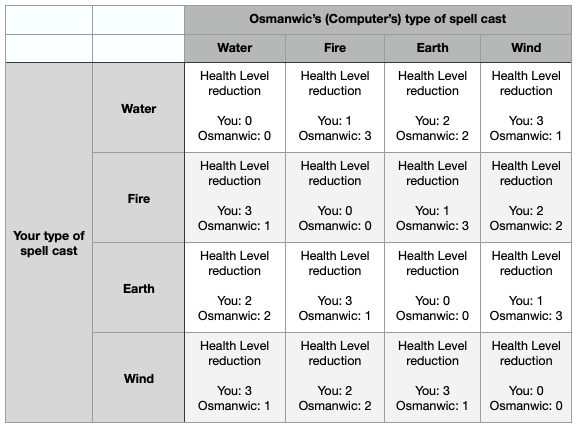 Osmanwic's (Computer's) type of spell cast
Water Fire Earth Wind
Your type of
spell cast
Water
Health Level
reduction
You: 0
Osmanwic: 0
Health Level
reduction
You: 1
Osmanwic: 3
Health Level
reduction
You: 2
Osmanwic: 2
Health Level
reduction
You: 3
Osmanwic: 1
Fire
Health Level
reduction
You: 3
Osmanwic: 1
Health Level
reduction
You: 0
Osmanwic: 0
Health Level
reduction
You: 1
Osmanwic: 3
Health Level
reduction
You: 2
Osmanwic: 2
Earth
Health Level
reduction
You: 2
Osmanwic: 2
Health Level
reduction
You: 3
Osmanwic: 1
Health Level
reduction
You: 0
Osmanwic: 0
Health Level
reduction
You: 1
Osmanwic: 3
Wind
Health Level
reduction
You: 3
Osmanwic: 1
Health Level
reduction
You: 2
Osmanwic: 2
Health Level
reduction
You: 3
Osmanwic: 1
Health Level
reduction
You: 0
Osmanwic: 0